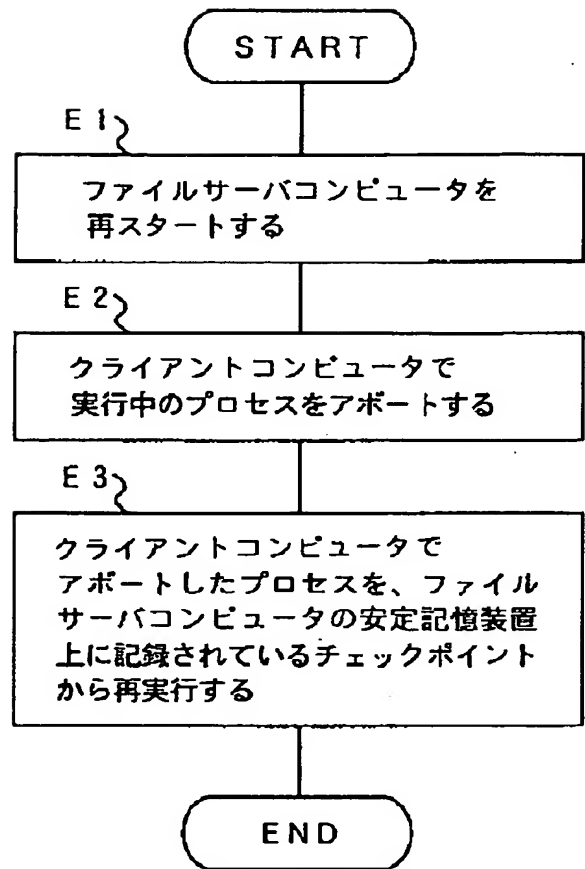 START
E1
ファイルサーバコンピュータを
再スタートする
E2
クライアントコンピュータで
実行中のプロセスをアボートする
E3
クライアントコンピュータで
アボートしたプロセスを、ファイル
サーバコンピュータの安定記憶装置
上に記録されているチェックポイント
から再実行する
END